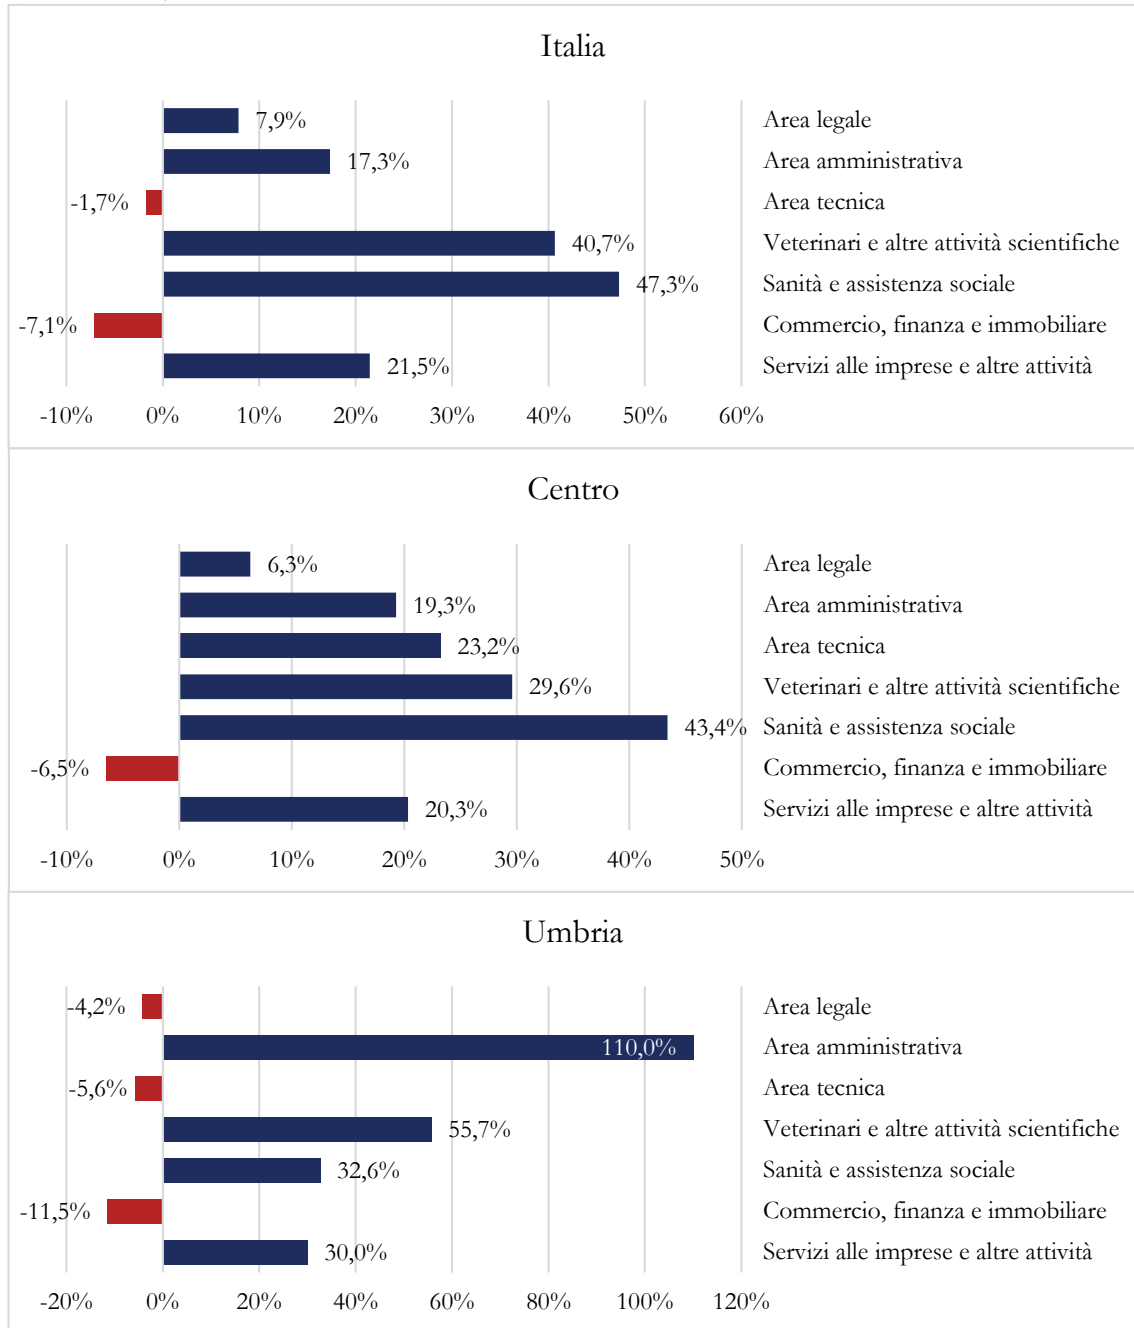 Italia
7,9% Area legale
17,3% Area amministrativa
-1,7% Area tecnica
40,7% Veterinari e altre attività scientifiche
47,3% Sanità e assistenza sociale
-7,1% Commercio, finanza e immobiliare
21,5% Servizi alle imprese e altre attività
-10% 0% 10% 20% 30% 40% 50% 60%
Centro
6,3% Area legale
19,3% Area amministrativa
23,2% Area tecnica
29,6% Veterinari e altre attività scientifiche
43,4% Sanità e assistenza sociale
-6,5% Commercio, finanza e immobiliare
20,3% Servizi alle imprese e altre attività
-10% 0% 10% 20% 30% 40% 50%
Umbria
-4,2% Area legale
110,0% Area amministrativa
-5,6% Area tecnica
55,7% Veterinari e altre attività scientifiche
32,6% Sanità e assistenza sociale
-11,5% Commercio, finanza e immobiliare
30,0% Servizi alle imprese e altre attività
-20% 0% 20% 40% 60% 80% 100% 120%